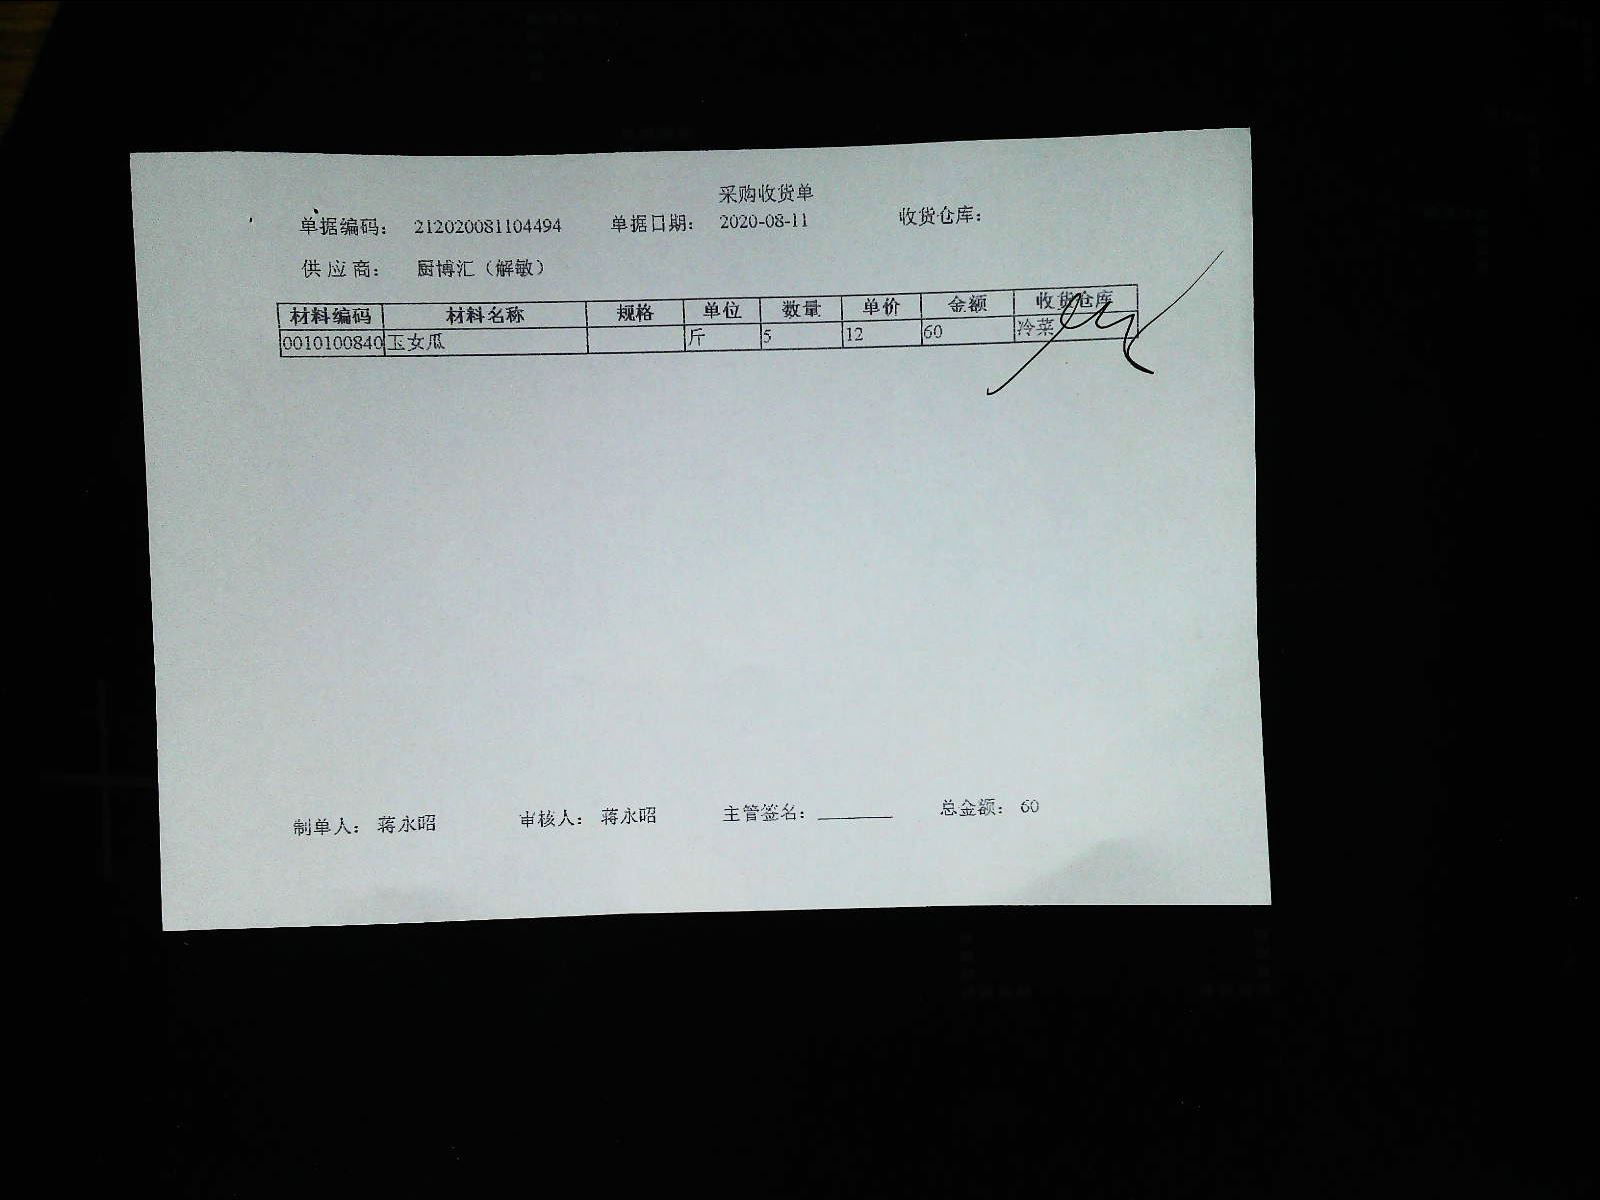 采购收货单
单据编码： 212020081104494 单据日期： 2020-08-11 收货仓库：
供应商： 厨博汇（解敏）
材料编码 材料名称 规格 单位 数量 单价 金额 收货仓库
0010100840 玉女瓜 斤 5 12 60 冷菜
制单人： 蒋永昭 审核人： 蒋永昭 主管签名： 总金额： 60